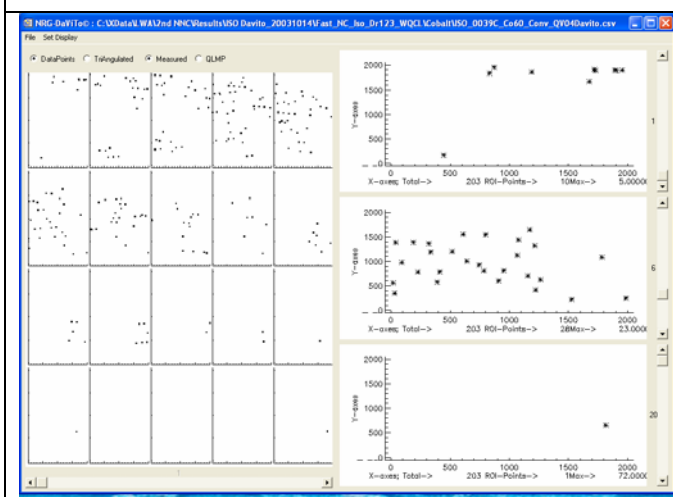 NRG-DaViTo© : C:\XData\LWA\2nd NNC\Results\ISO Davito_20031014\Fast_NC_Iso_Dr123_WQCL\Cobalt\ISO_0039C_Co60_Conv_QV04Davito.csv
File Set Display
DataPoints TriAngulated Measured QLMP
2000
1500
1000
500
0
Y-axes
0 500 1000 1500 2000
X-axes; Total--> 203 ROI-Points--> 10Max--> 5.00000
1
2000
1500
1000
500
0
Y-axes
0 500 1000 1500 2000
X-axes; Total--> 203 ROI-Points--> 28Max--> 23.0000
6
2000
1500
1000
500
0
Y-axes
0 500 1000 1500 2000
X-axes; Total--> 203 ROI-Points--> 1Max--> 72.0000
20